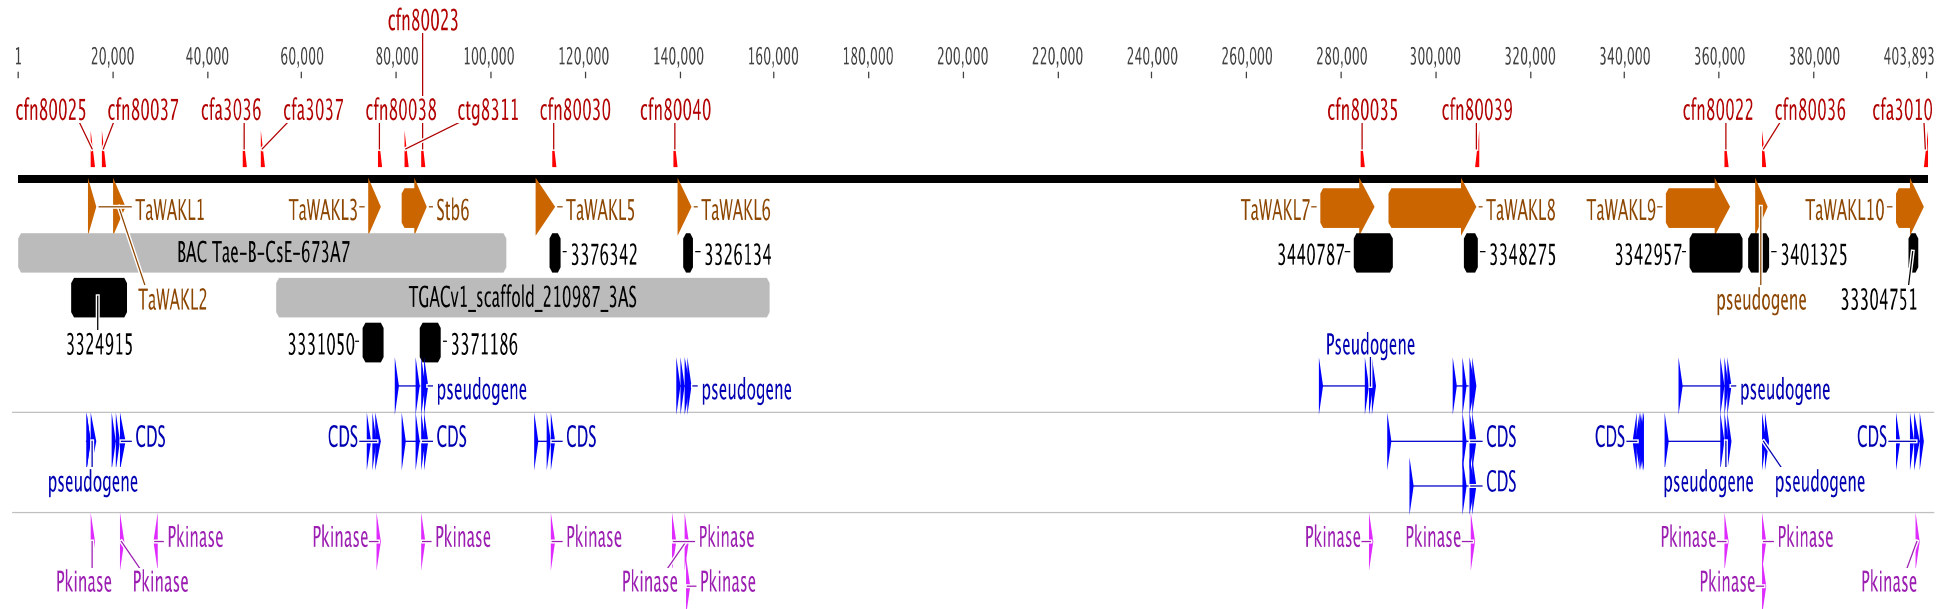 cfn80023
1 20,000 40,000 60,000 80,000 100,000 120,000 140,000 160,000 180,000 200,000 220,000 240,000 260,000 280,000 300,000 320,000 340,000 360,000 380,000 403,893
cfn80025 cfn80037 cfa3036 cfa3037 cfn80038 ctg8311 cfn80030 cfn80040 cfn80035 cfn80039 cfn80022 cfn80036 cfa3010
TaWAKL1 TaWAKL3 Stb6 TaWAKL5 TaWAKL6 TaWAKL7 TaWAKL8 TaWAKL9 TaWAKL10
BAC Tae-B-CsE-673A7 3376342 3326134 3440787 3348275 3342957 3401325
TaWAKL2 TGACv1_scaffold_210987_3AS pseudogene 33304751
3324915 3331050 3371186 Pseudogene
pseudogene pseudogene pseudogene
CDS CDS CDS CDS CDS CDS CDS
pseudogene CDS pseudogene pseudogene
Pkinase Pkinase Pkinase Pkinase Pkinase Pkinase Pkinase Pkinase Pkinase
Pkinase Pkinase Pkinase Pkinase Pkinase Pkinase